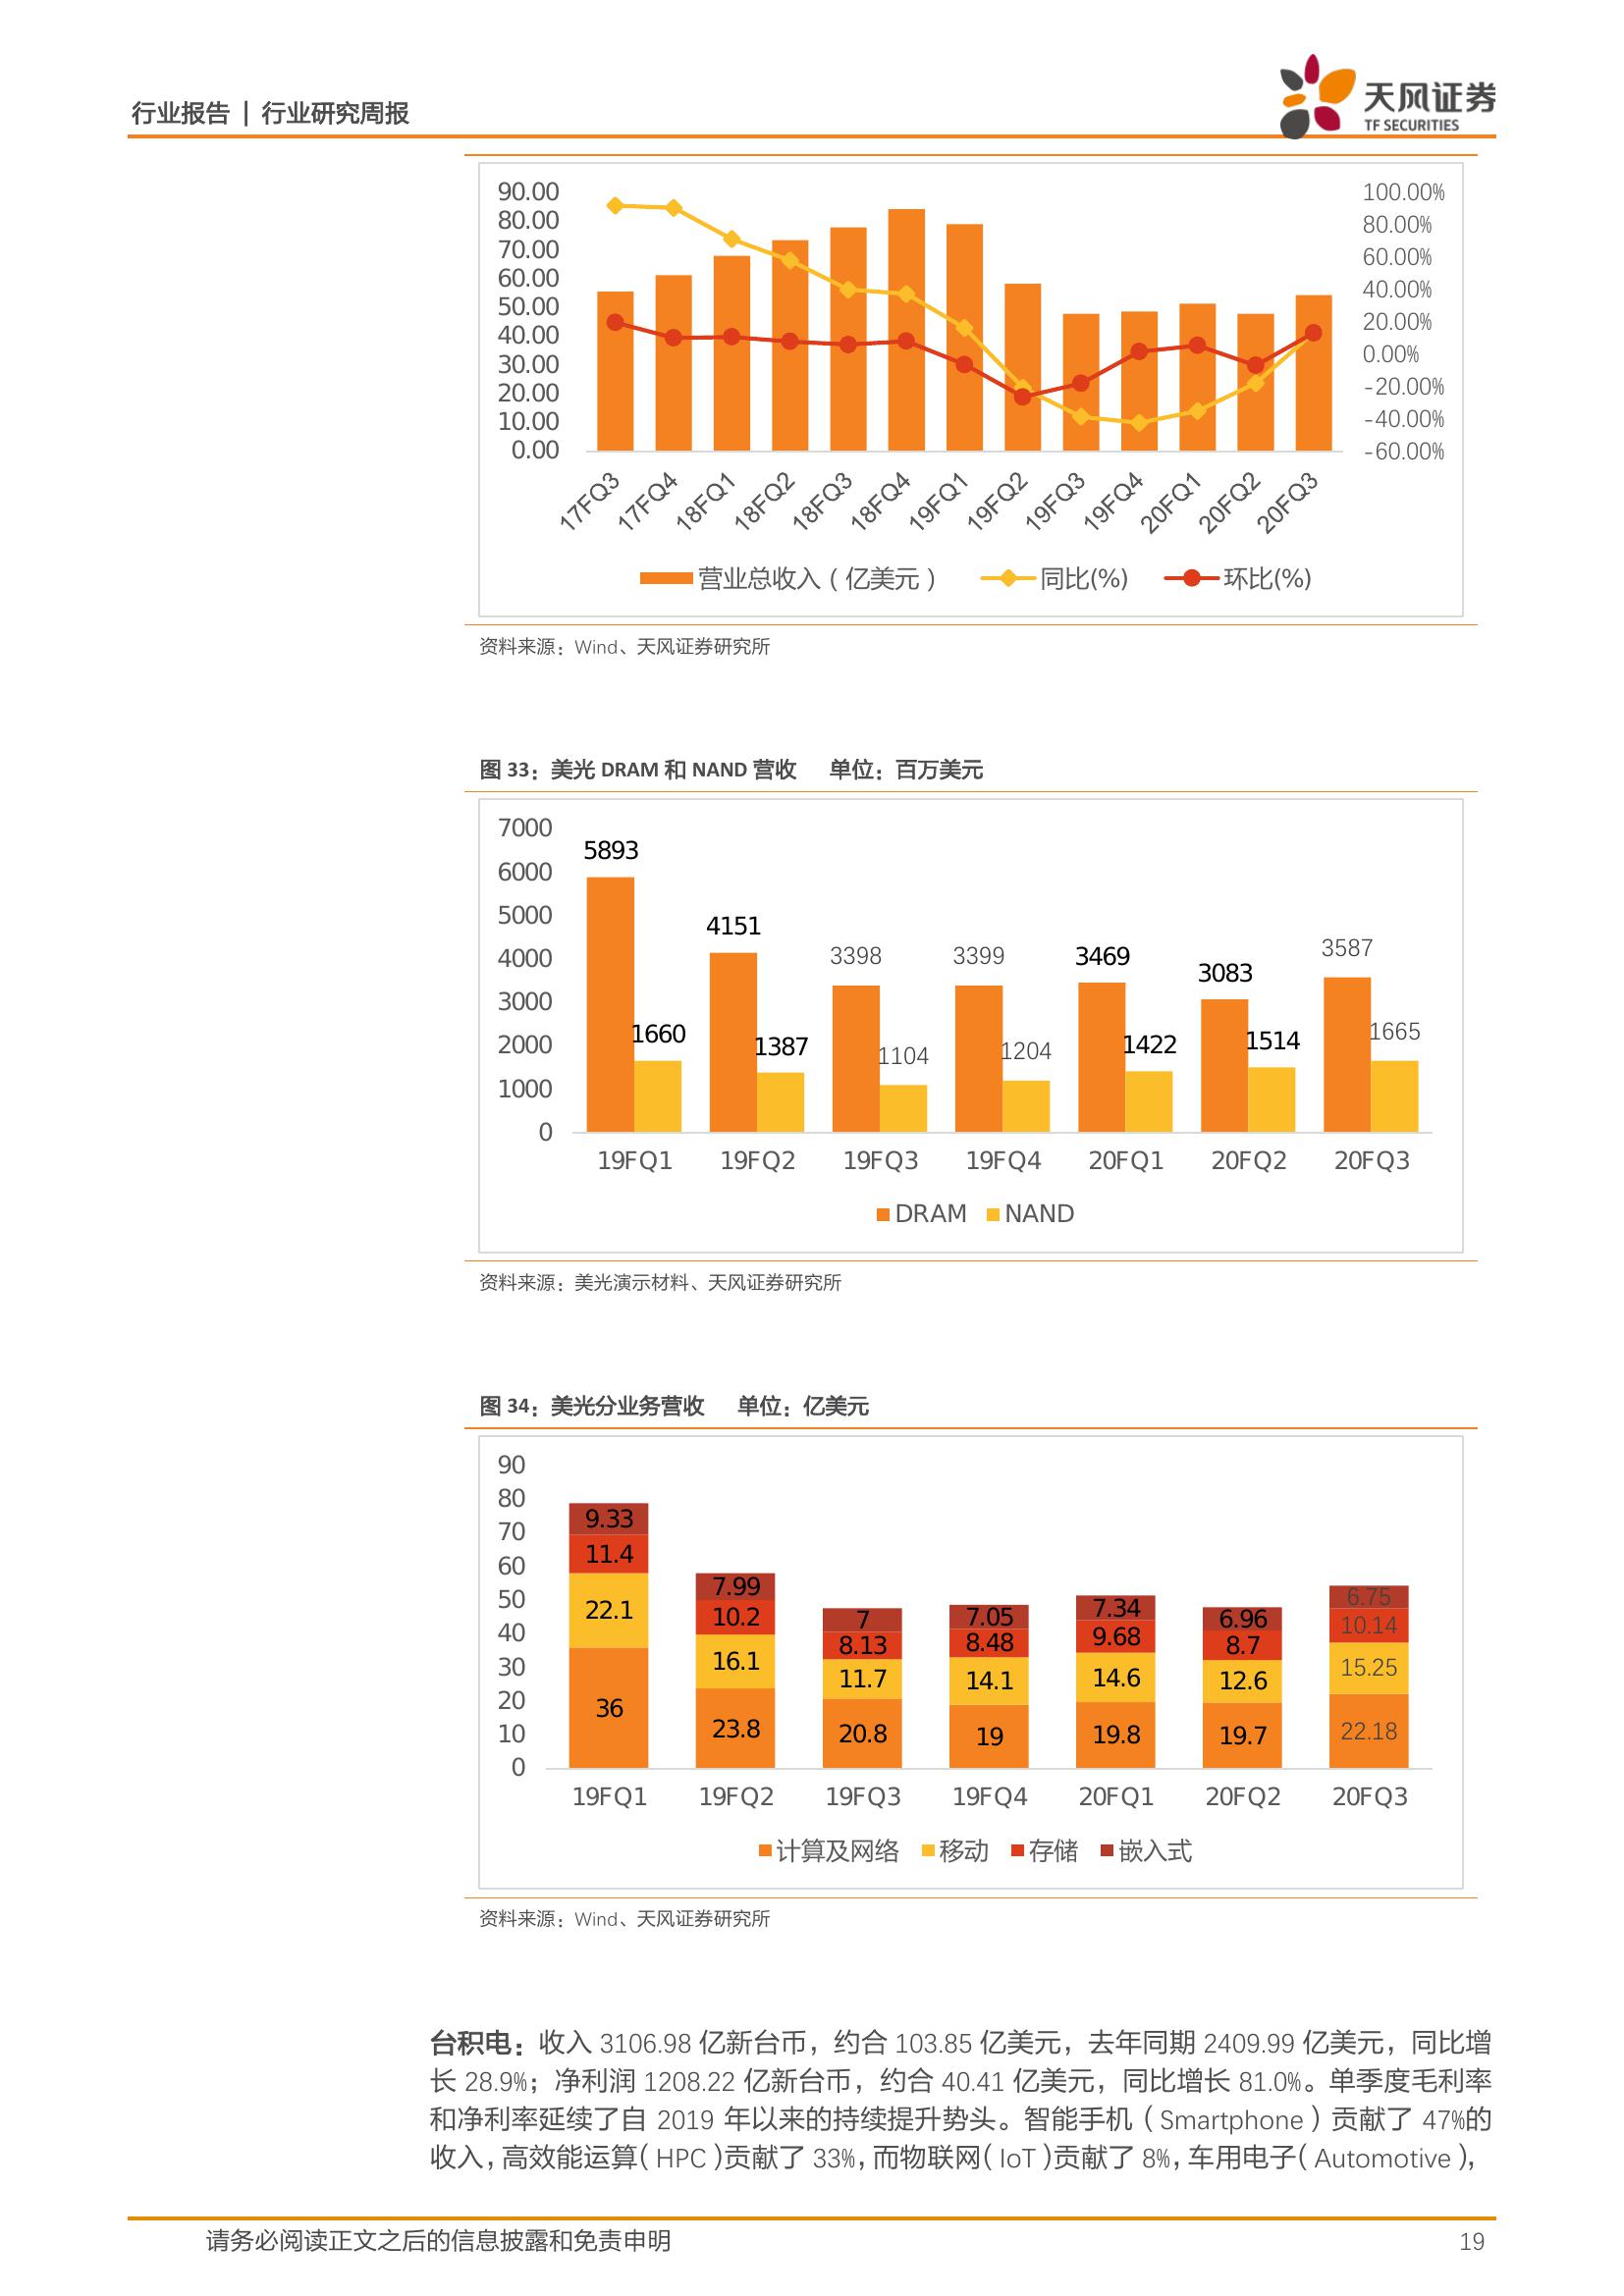 行业报告 | 行业研究周报
天风证券
TF SECURITIES
90.00
80.00
70.00
60.00
50.00
40.00
30.00
20.00
10.00
0.00
100.00%
80.00%
60.00%
40.00%
20.00%
0.00%
-20.00%
-40.00%
-60.00%
17FQ3 17FQ4 18FQ1 18FQ2 18FQ3 18FQ4 19FQ1 19FQ2 19FQ3 19FQ4 20FQ1 20FQ2 20FQ3
营业总收入（亿美元） 同比(%) 环比(%)
资料来源：Wind、天风证券研究所
图 33：美光 DRAM 和 NAND 营收 单位：百万美元
7000
6000
5000
4000
3000
2000
1000
0
5893 4151 3398 3399 3469 3083 3587
1660 1387 1104 1204 1422 1514 1665
19FQ1 19FQ2 19FQ3 19FQ4 20FQ1 20FQ2 20FQ3
DRAM NAND
资料来源：美光演示材料、天风证券研究所
图 34：美光分业务营收 单位：亿美元
90
80
70
60
50
40
30
20
10
0
9.33 7.99 7 7.05 7.34 6.96 6.75
11.4 10.2 8.13 8.48 9.68 8.7 10.14
22.1 16.1 11.7 14.1 14.6 12.6 15.25
36 23.8 20.8 19 19.8 19.7 22.18
19FQ1 19FQ2 19FQ3 19FQ4 20FQ1 20FQ2 20FQ3
计算及网络 移动 存储 嵌入式
资料来源：Wind、天风证券研究所
台积电：收入 3106.98 亿新台币，约合 103.85 亿美元，去年同期 2409.99 亿美元，同比增
长 28.9%；净利润 1208.22 亿新台币，约合 40.41 亿美元，同比增长 81.0%。单季度毛利率
和净利率延续了自 2019 年以来的持续提升势头。智能手机（Smartphone）贡献了 47%的
收入，高效能运算（HPC）贡献了 33%，而物联网（IoT）贡献了 8%，车用电子（Automotive），
请务必阅读正文之后的信息披露和免责申明
19